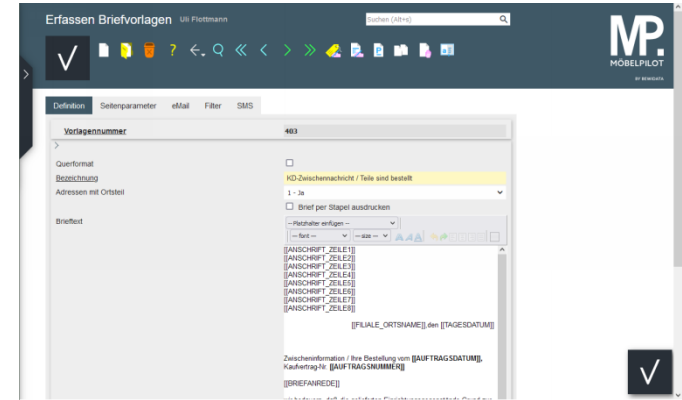 Erfassen Briefvorlagen Uli Flottmann
Suchen (Alt+s)
MP.
MÖBELPILOT
Definition Seitenparameter eMail Filter SMS
Vorlagennummer 403
Querformat
Bezeichnung KD-Zwischennachricht / Teile sind bestellt
Adressen mit Ortsteil 1 - Ja
Brief per Stapel ausdrucken
Brieftext -- Platzhalter einfügen --
-- font -- -- size --
[[ANSCHRIFT_ZEILE1]]
[[ANSCHRIFT_ZEILE2]]
[[ANSCHRIFT_ZEILE3]]
[[ANSCHRIFT_ZEILE4]]
[[ANSCHRIFT_ZEILE5]]
[[ANSCHRIFT_ZEILE6]]
[[ANSCHRIFT_ZEILE7]]
[[ANSCHRIFT_ZEILE8]]
[[FILIALE_ORTSNAME]],den [[TAGESDATUM]]
Zwischeninformation / Ihre Bestellung vom [[AUFTRAGSDATUM]],
Kaufvertrag-Nr. [[AUFTRAGSNUMMER]]
[[BRIEFANREDE]]